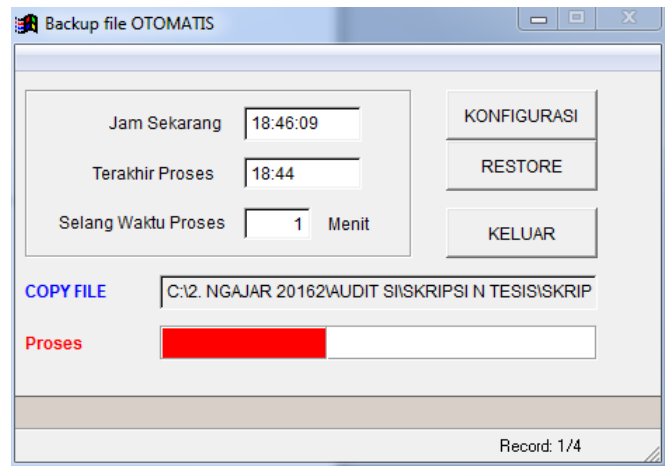 Backup file OTOMATIS
Jam Sekarang 18:46:09
KONFIGURASI
Terakhir Proses 18:44
RESTORE
Selang Waktu Proses 1 Menit
KELUAR
COPY FILE C:\2. NGAJAR 20162\AUDIT SI\SKRIPSI N TESIS\SKRIP
Proses
Record: 1/4